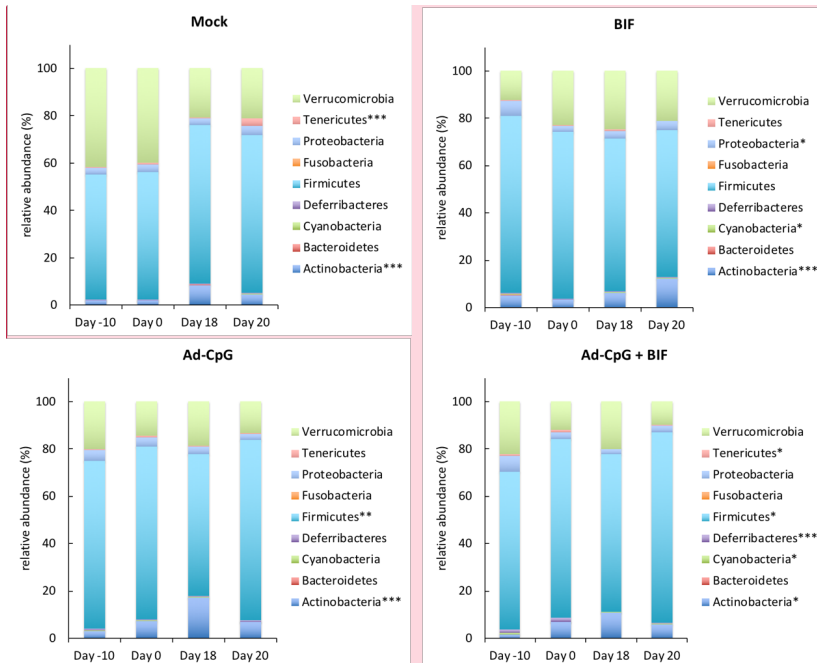 Mock
relative abundance (%)
100
80
60
40
20
0
Day -10 Day 0 Day 18 Day 20
Verrucomicrobia
Tenericutes***
Proteobacteria
Fusobacteria
Firmicutes
Deferribacteres
Cyanobacteria
Bacteroidetes
Actinobacteria***
BIF
relative abundance (%)
100
80
60
40
20
0
Day -10 Day 0 Day 18 Day 20
Verrucomicrobia
Tenericutes
Proteobacteria*
Fusobacteria
Firmicutes
Deferribacteres
Cyanobacteria*
Bacteroidetes
Actinobacteria***
Ad-CpG
relative abundance (%)
100
80
60
40
20
0
Day -10 Day 0 Day 18 Day 20
Verrucomicrobia
Tenericutes
Proteobacteria
Fusobacteria
Firmicutes**
Deferribacteres
Cyanobacteria
Bacteroidetes
Actinobacteria***
Ad-CpG + BIF
relative abundance (%)
100
80
60
40
20
0
Day -10 Day 0 Day 18 Day 20
Verrucomicrobia
Tenericutes*
Proteobacteria
Fusobacteria
Firmicutes*
Deferribacteres***
Cyanobacteria*
Bacteroidetes
Actinobacteria*